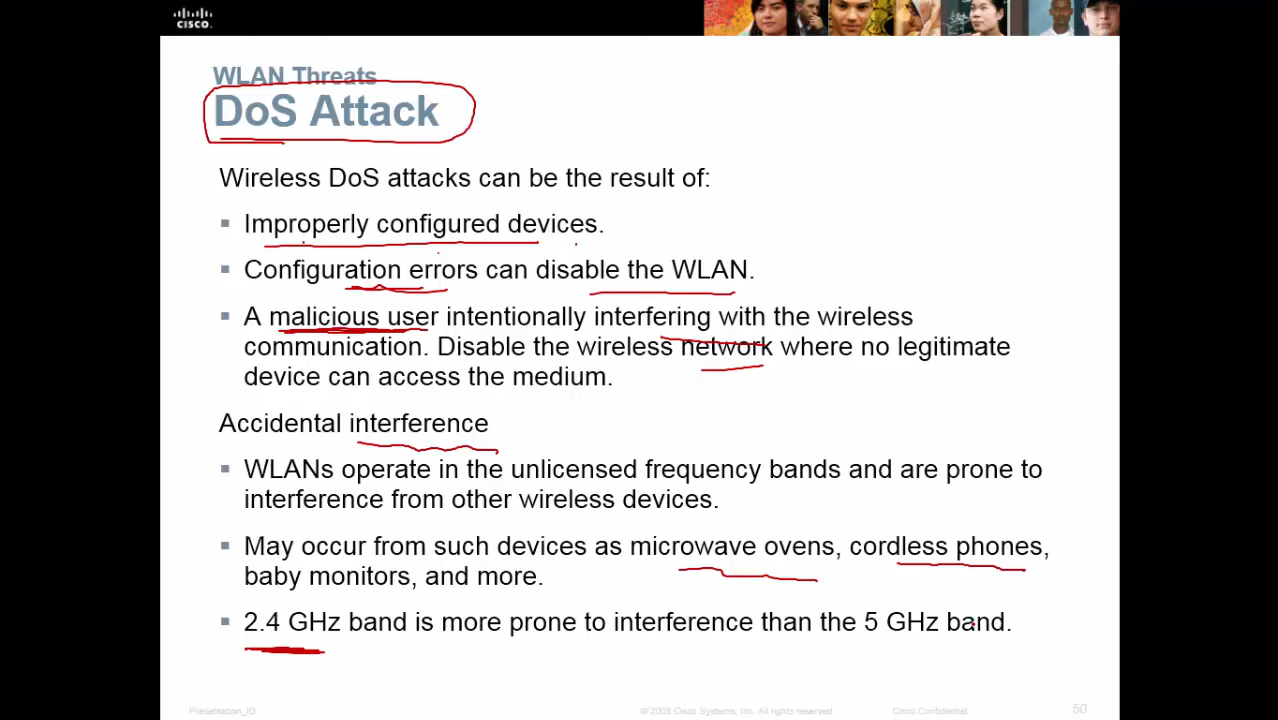 CISCO.
WLAN Threats
DoS Attack
Wireless DoS attacks can be the result of:
▪ Improperly configured devices.
▪ Configuration errors can disable the WLAN.
▪ A malicious user intentionally interfering with the wireless
communication. Disable the wireless network where no legitimate
device can access the medium.
Accidental interference
▪ WLANs operate in the unlicensed frequency bands and are prone to
interference from other wireless devices.
▪ May occur from such devices as microwave ovens, cordless phones,
baby monitors, and more.
▪ 2.4 GHz band is more prone to interference than the 5 GHz band.
Presentation_ID © 2008 Cisco Systems, Inc. All rights reserved. Cisco Confidential 50